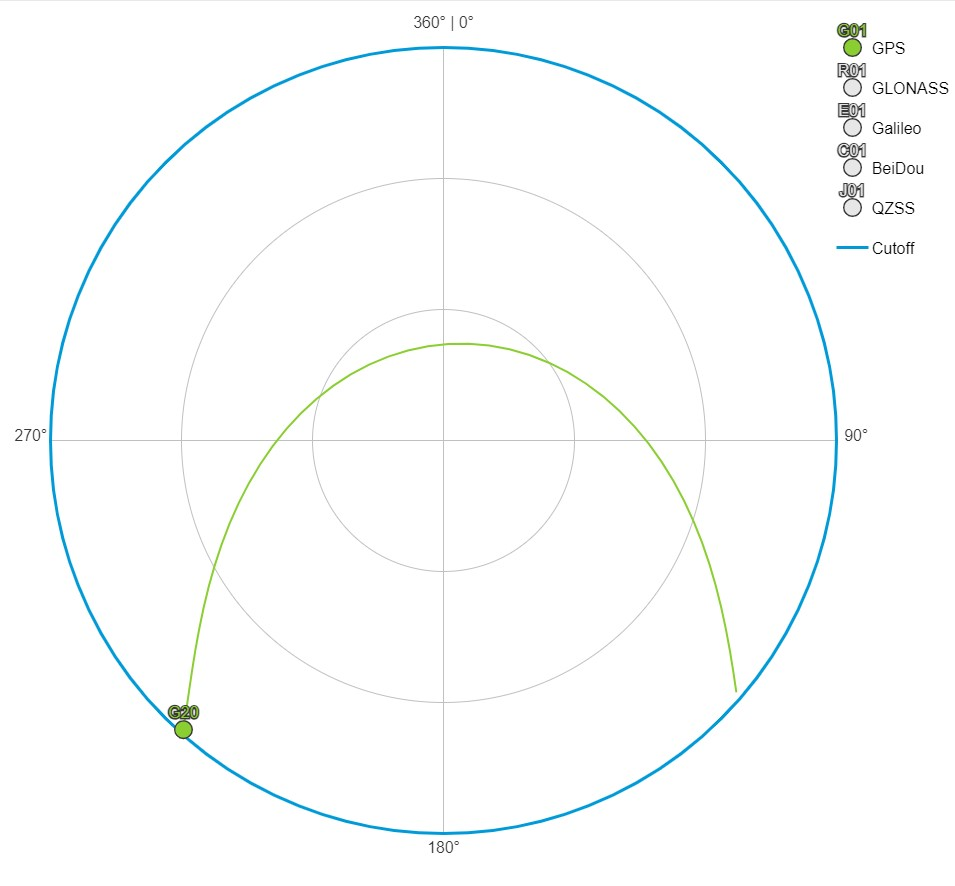 360° | 0°
G01
GPS
R01
GLONASS
E01
Galileo
C01
BeiDou
J01
QZSS
Cutoff
270°
90°
G20
180°